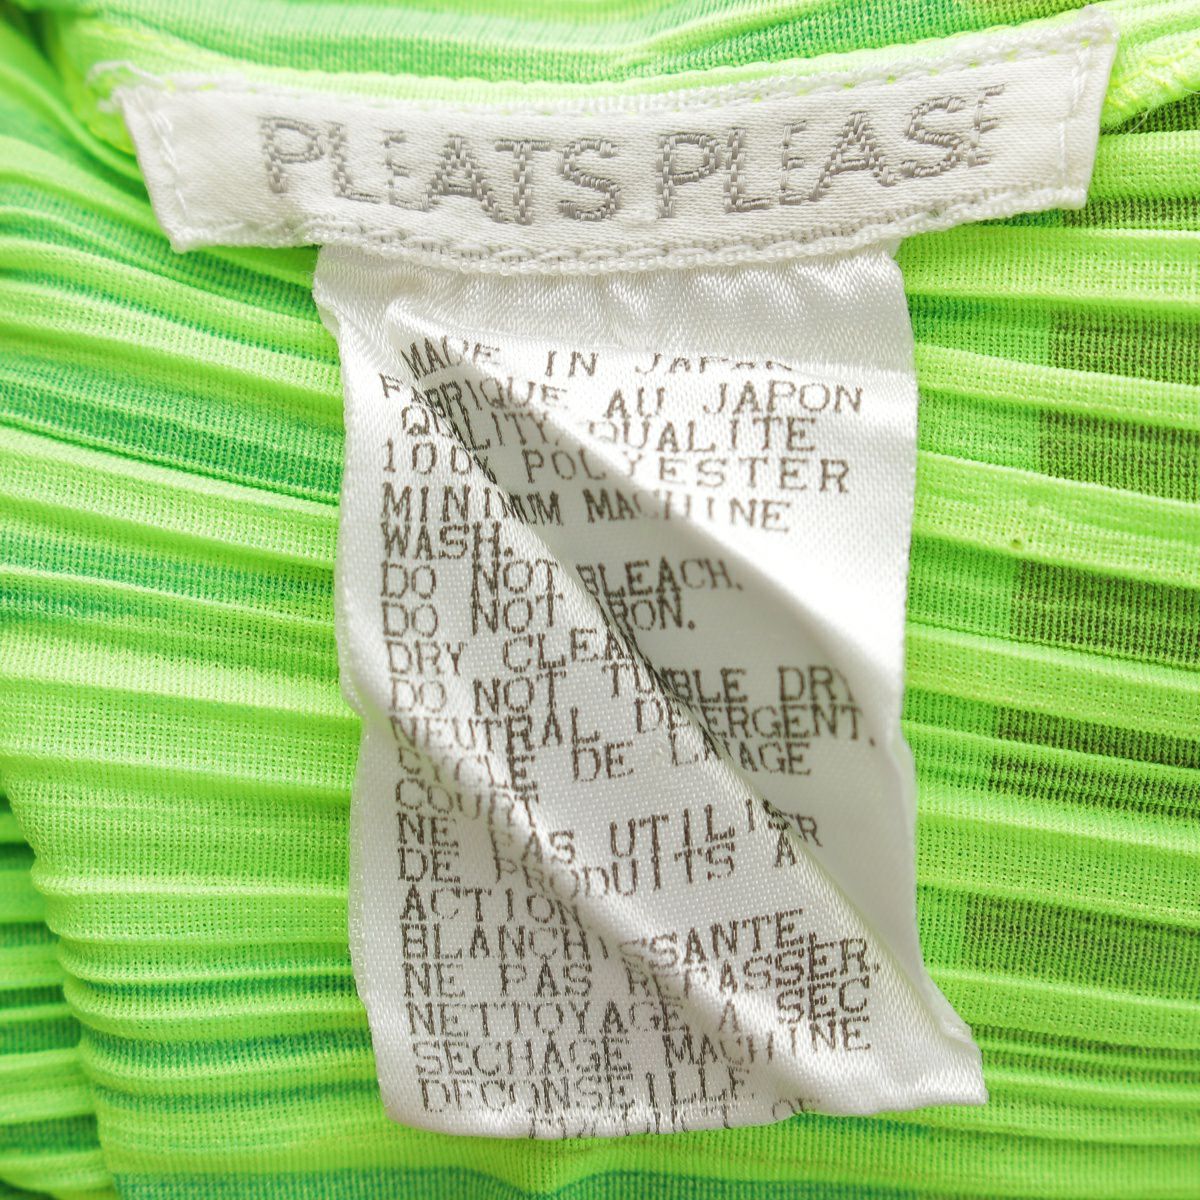 PLEATS PLEASE
MADE IN JAPAN
FABRIQUE AU JAPON
QUALITY/QUALITE
100% POLYESTER
MINIMUM MACHINE
WASH.
DO NOT BLEACH.
DO NOT IRON.
DRY CLEAN
DO NOT TUMBLE DRY
NEUTRAL DETERGENT.
CYCLE DE LAVAGE
COURT
NE PAS UTILISER
DE PRODUITS A
ACTION
BLANCHISSANTE.
NE PAS REPASSER.
NETTOYAGE A SEC
SECHAGE MACHINE
DECONSEILLE